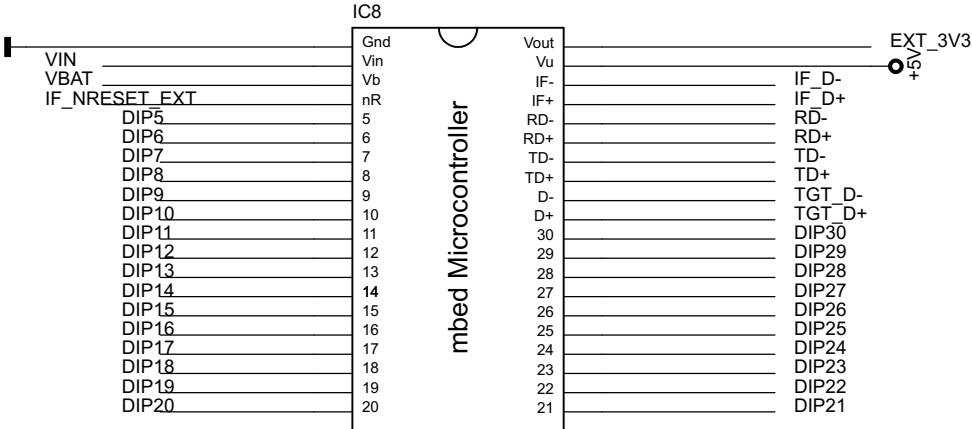 IC8
Gnd Vout EXT_3V3
VIN Vin Vu +5V
VBAT Vb IF- IF_D-
IF_NRESET_EXT nR IF+ IF_D+
DIP5 5 RD- RD-
DIP6 6 RD+ RD+
DIP7 7 TD- TD-
DIP8 8 TD+ TD+
DIP9 9 D- TGT_D-
DIP10 10 D+ TGT_D+
DIP11 11 30 DIP30
DIP12 12 29 DIP29
DIP13 13 28 DIP28
DIP14 14 27 DIP27
DIP15 15 26 DIP26
DIP16 16 25 DIP25
DIP17 17 24 DIP24
DIP18 18 23 DIP23
DIP19 19 22 DIP22
DIP20 20 21 DIP21
mbed Microcontroller